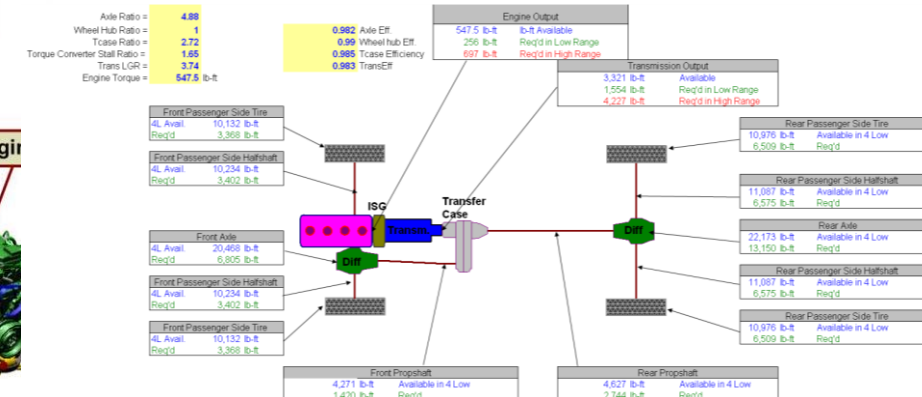 Axle Ratio = 4.88
Wheel Hub Ratio = 1
Tcase Ratio = 2.72
Torque Converter Stall Ratio = 1.65
Trans LGR = 3.74
Engine Torque = 547.5 lb-ft
0.982 Axle Eff.
0.99 Wheel hub Eff.
0.985 Tcase Efficiency
0.983 TransEff
Engine Output
547.5 lb-ft lb-ft Available
256 lb-ft Req'd in Low Range
697 lb-ft Req'd in High Range
Transmission Output
3,321 lb-ft Available
1,554 lb-ft Req'd in Low Range
4,227 lb-ft Req'd in High Range
Front Passenger Side Tire
4L Avail. 10,132 lb-ft
Req'd 3,368 lb-ft
Front Passenger Side Halfshaft
4L Avail. 10,234 lb-ft
Req'd 3,402 lb-ft
Front Axle
4L Avail. 20,468 lb-ft
Req'd 6,805 lb-ft
Front Passenger Side Halfshaft
4L Avail. 10,234 lb-ft
Req'd 3,402 lb-ft
Front Passenger Side Tire
4L Avail. 10,132 lb-ft
Req'd 3,368 lb-ft
ISG
Transm.
Transfer
Case
Diff
Diff
Rear Passenger Side Tire
10,976 lb-ft Available in 4 Low
6,509 lb-ft Req'd
Rear Passenger Side Halfshaft
11,087 lb-ft Available in 4 Low
6,575 lb-ft Req'd
Rear Axle
22,173 lb-ft Available in 4 Low
13,150 lb-ft Req'd
Rear Passenger Side Halfshaft
11,087 lb-ft Available in 4 Low
6,575 lb-ft Req'd
Rear Passenger Side Tire
10,976 lb-ft Available in 4 Low
6,509 lb-ft Req'd
Front Propshaft
4,271 lb-ft Available in 4 Low
1,420 lb-ft Req'd
Rear Propshaft
4,627 lb-ft Available in 4 Low
2,744 lb-ft Req'd